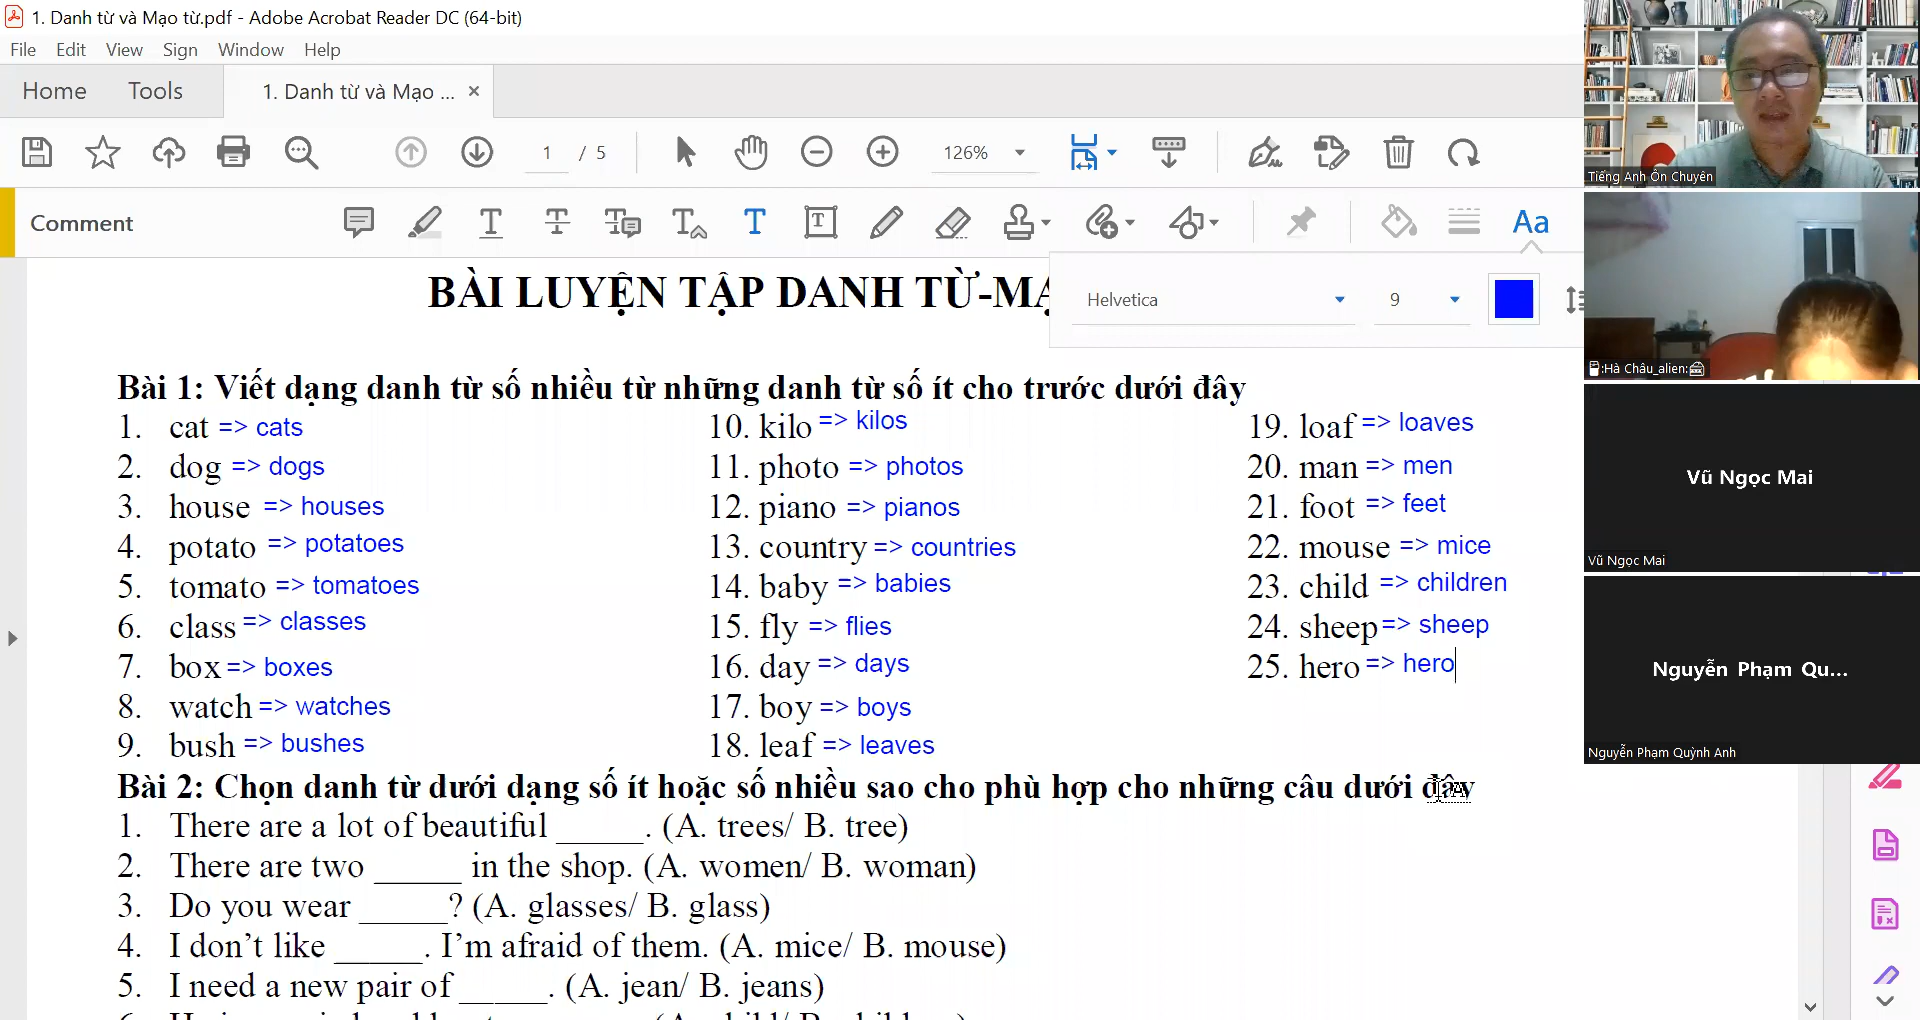 1. Danh từ và Mạo từ.pdf - Adobe Acrobat Reader DC (64-bit)
File Edit View Sign Window Help
Home Tools 1. Danh từ và Mạo ... ×
1 / 5 126%
Comment Aa
Helvetica 9
BÀI LUYỆN TẬP DANH TỪ-MẠ
Bài 1: Viết dạng danh từ số nhiều từ những danh từ số ít cho trước dưới đây
1. cat => cats
2. dog => dogs
3. house => houses
4. potato => potatoes
5. tomato => tomatoes
6. class => classes
7. box => boxes
8. watch => watches
9. bush => bushes
10. kilo => kilos
11. photo => photos
12. piano => pianos
13. country => countries
14. baby => babies
15. fly => flies
16. day => days
17. boy => boys
18. leaf => leaves
19. loaf => loaves
20. man => men
21. foot => feet
22. mouse => mice
23. child => children
24. sheep => sheep
25. hero => hero
Bài 2: Chọn danh từ dưới dạng số ít hoặc số nhiều sao cho phù hợp cho những câu dưới đây
1. There are a lot of beautiful _____. (A. trees/ B. tree)
2. There are two _____ in the shop. (A. women/ B. woman)
3. Do you wear _____? (A. glasses/ B. glass)
4. I don't like _____. I'm afraid of them. (A. mice/ B. mouse)
5. I need a new pair of _____. (A. jean/ B. jeans)
Tiếng Anh Ôn Chuyên
:Hà Châu_alien:
Vũ Ngọc Mai
Vũ Ngọc Mai
Nguyễn Phạm Qu...
Nguyễn Phạm Quỳnh Anh